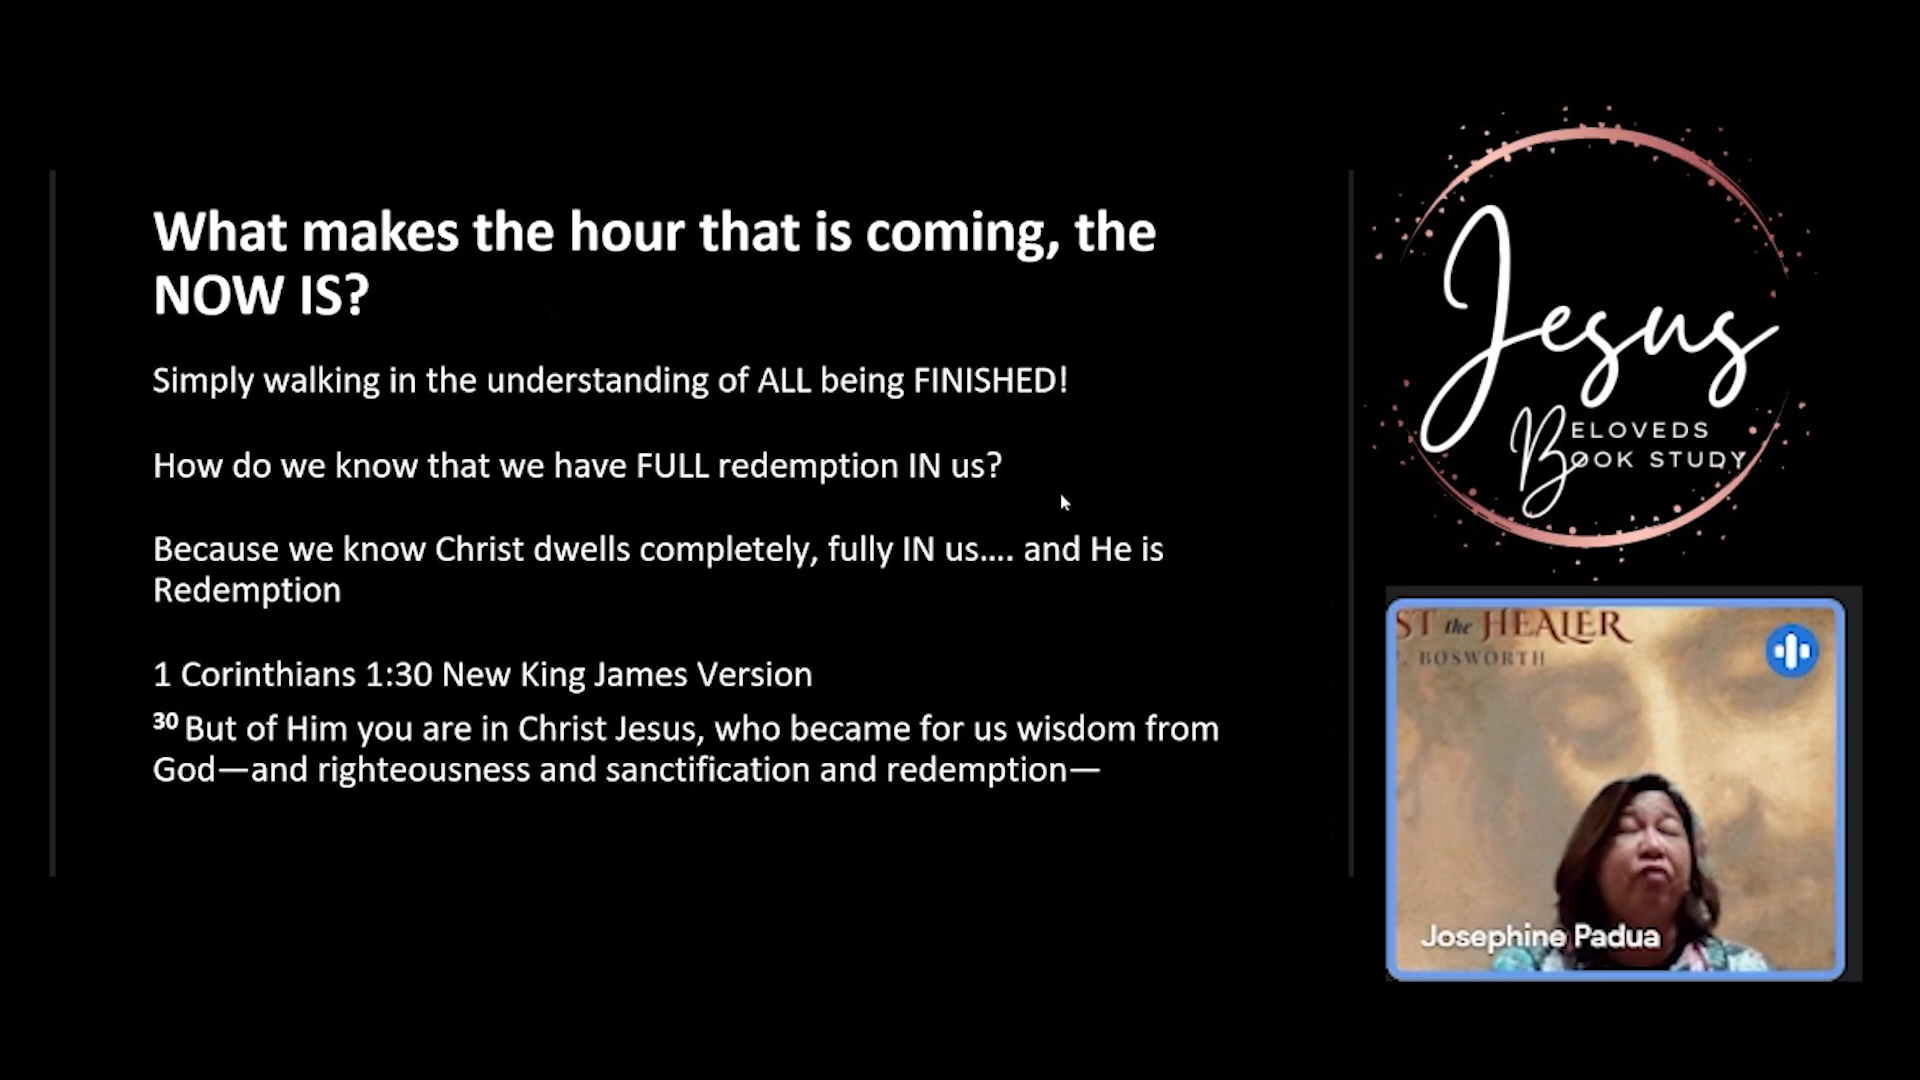 What makes the hour that is coming, the
NOW IS?
Simply walking in the understanding of ALL being FINISHED!
How do we know that we have FULL redemption IN us?
Because we know Christ dwells completely, fully IN us.... and He is
Redemption
1 Corinthians 1:30 New King James Version
30 But of Him you are in Christ Jesus, who became for us wisdom from
God—and righteousness and sanctification and redemption—
Jesus
BELOVEDS
BOOK STUDY
ST the HEALER
. BOSWORTH
Josephine Padua